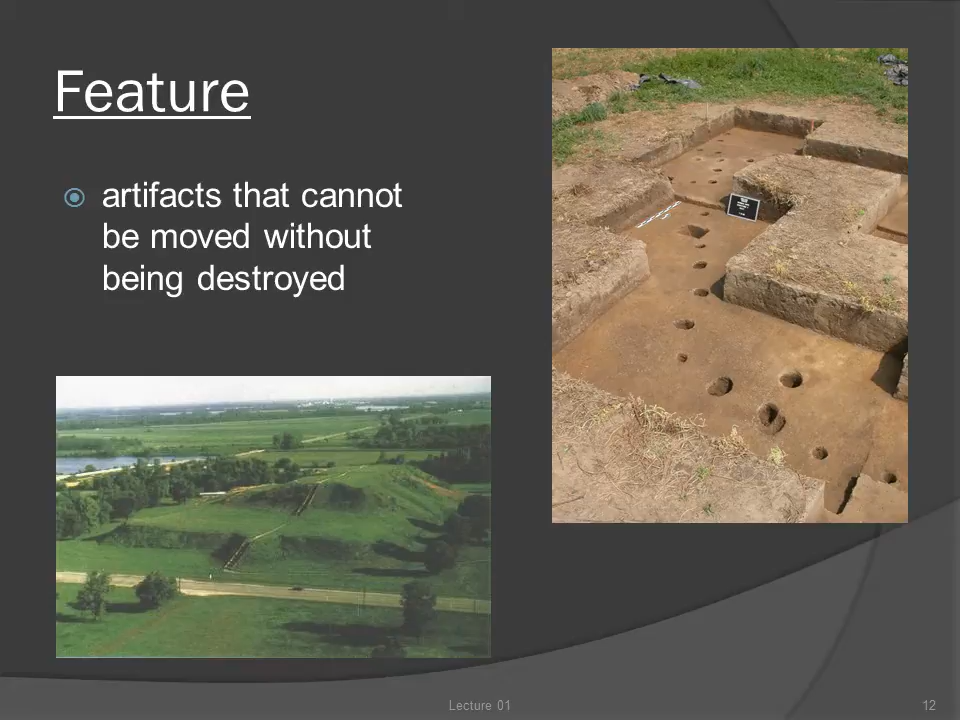 Feature
artifacts that cannot
be moved without
being destroyed
Lecture 01
12